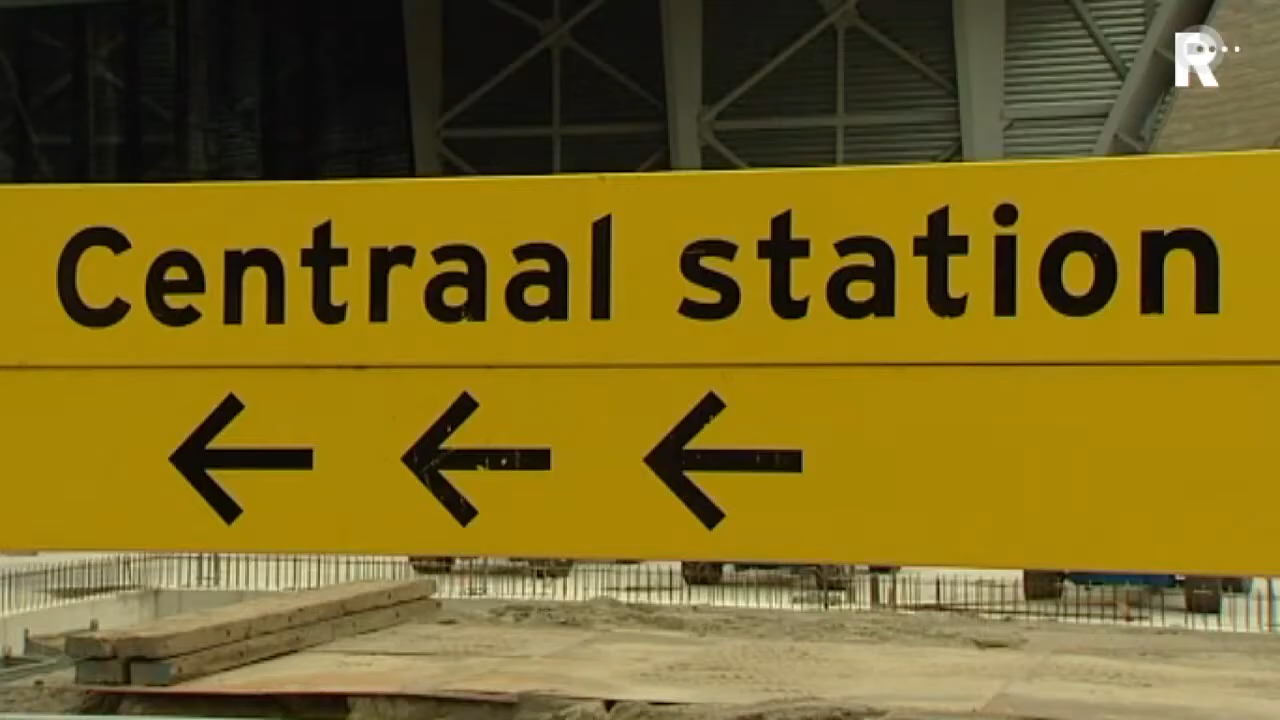 Centraal station
← ← ←
R